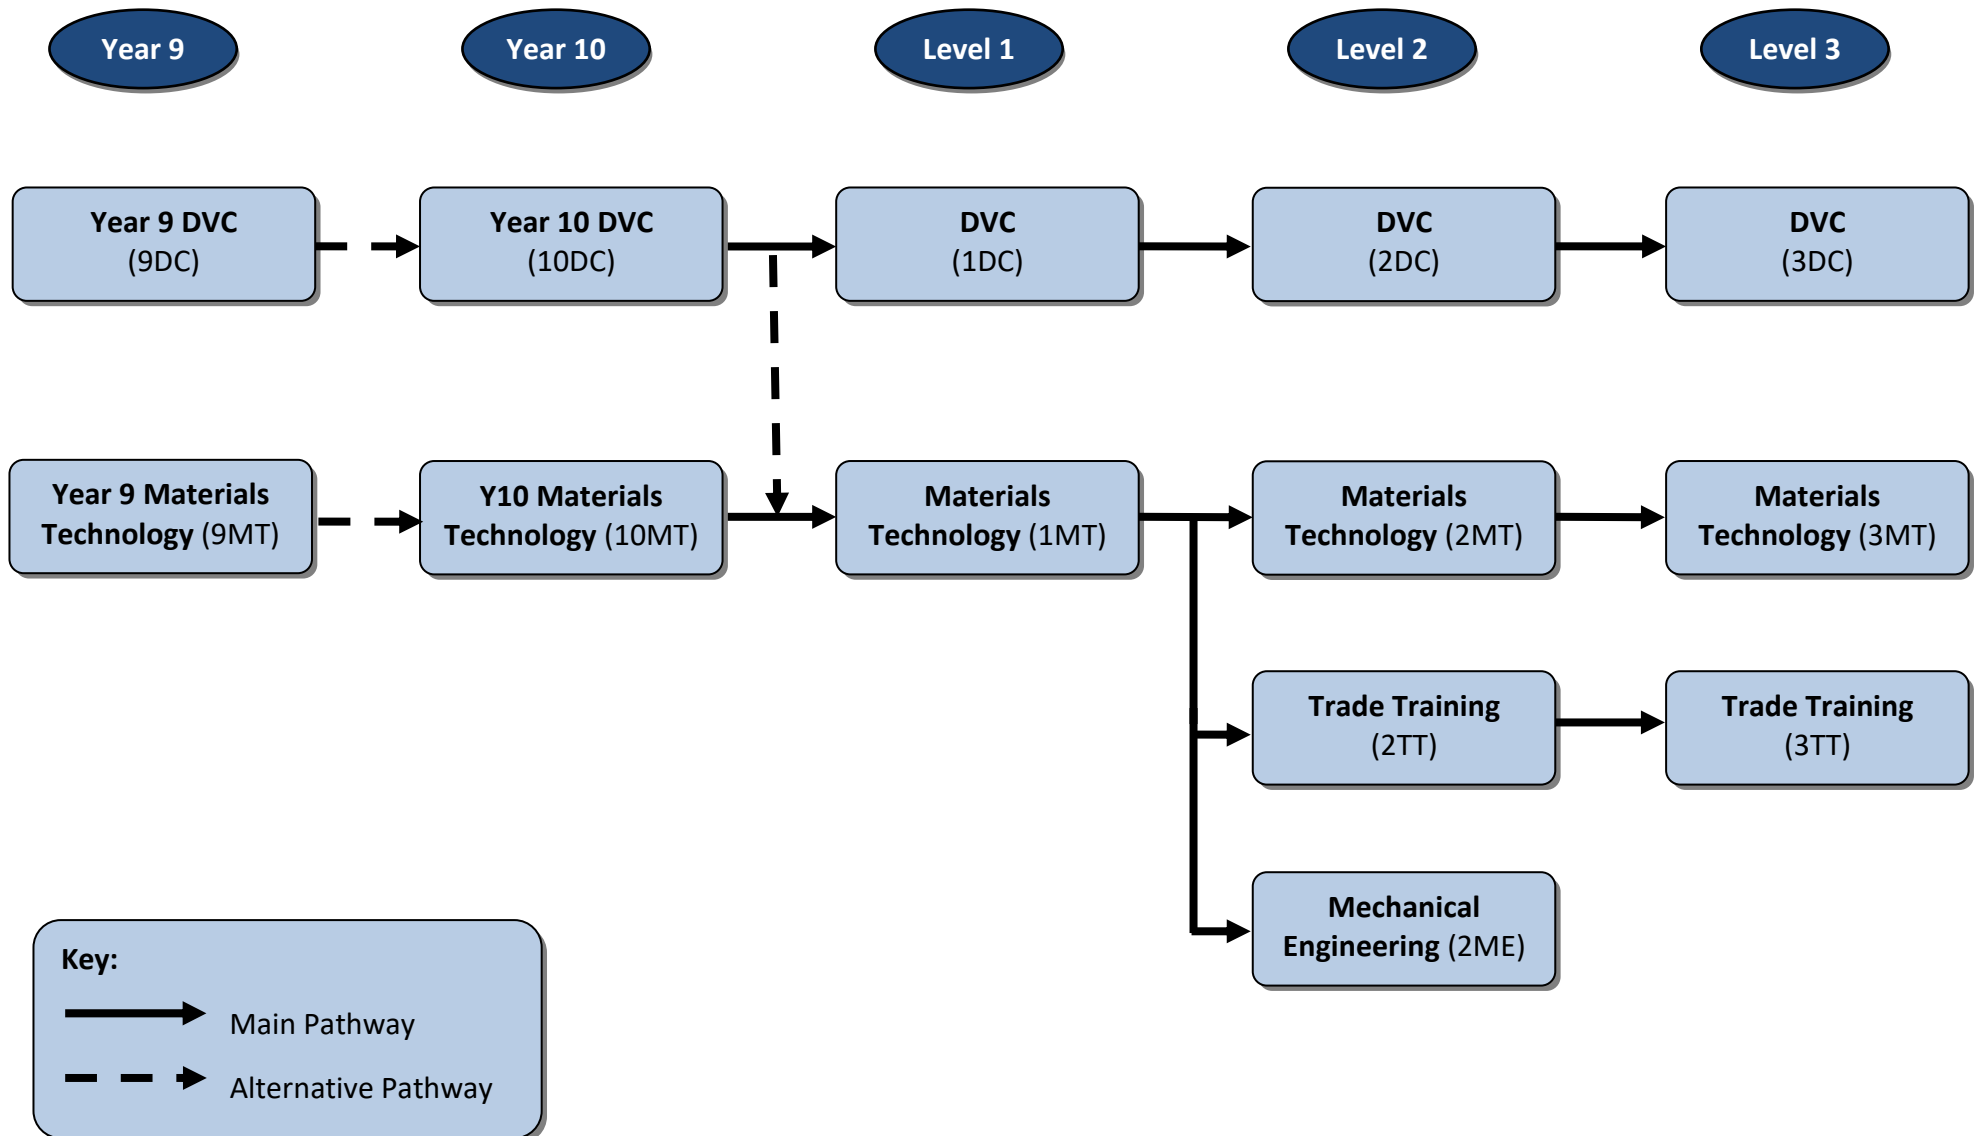 Year 9
Year 10
Level 1
Level 2
Level 3
Year 9 DVC
(9DC)
Year 10 DVC
(10DC)
DVC
(1DC)
DVC
(2DC)
DVC
(3DC)
Year 9 Materials
Technology (9MT)
Y10 Materials
Technology (10MT)
Materials
Technology (1MT)
Materials
Technology (2MT)
Materials
Technology (3MT)
Trade Training
(2TT)
Trade Training
(3TT)
Mechanical
Engineering (2ME)
Key:
Main Pathway
Alternative Pathway